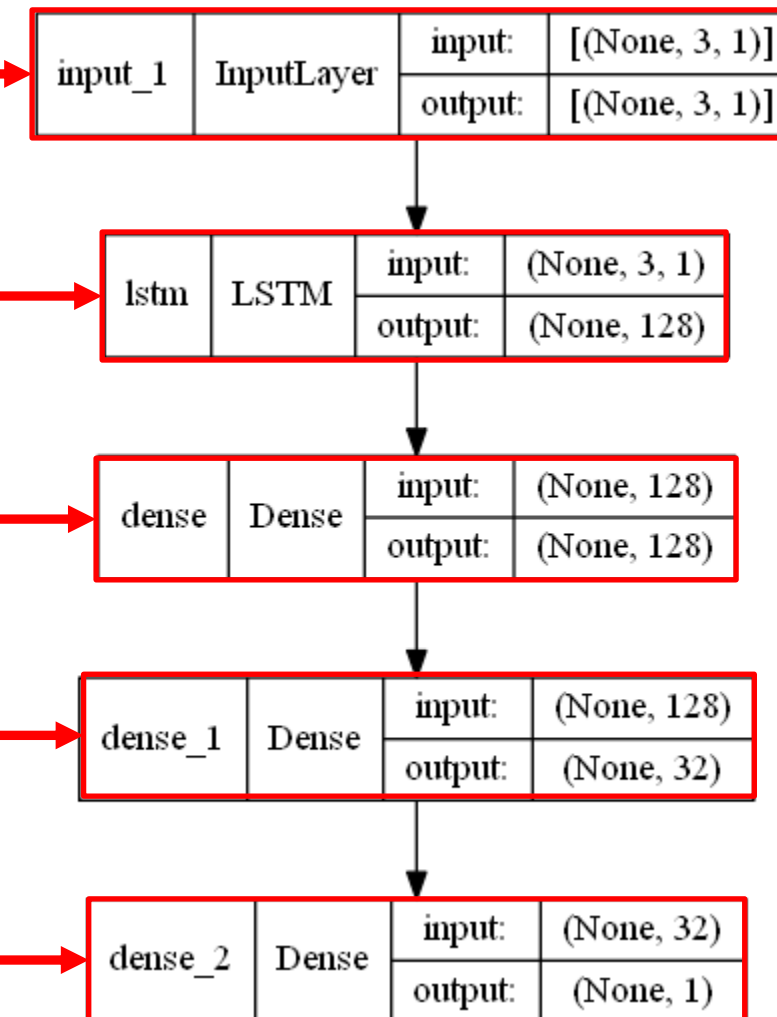 input_1 InputLayer input: [(None, 3, 1)]
output: [(None, 3, 1)]
lstm LSTM input: (None, 3, 1)
output: (None, 128)
dense Dense input: (None, 128)
output: (None, 128)
dense_1 Dense input: (None, 128)
output: (None, 32)
dense_2 Dense input: (None, 32)
output: (None, 1)